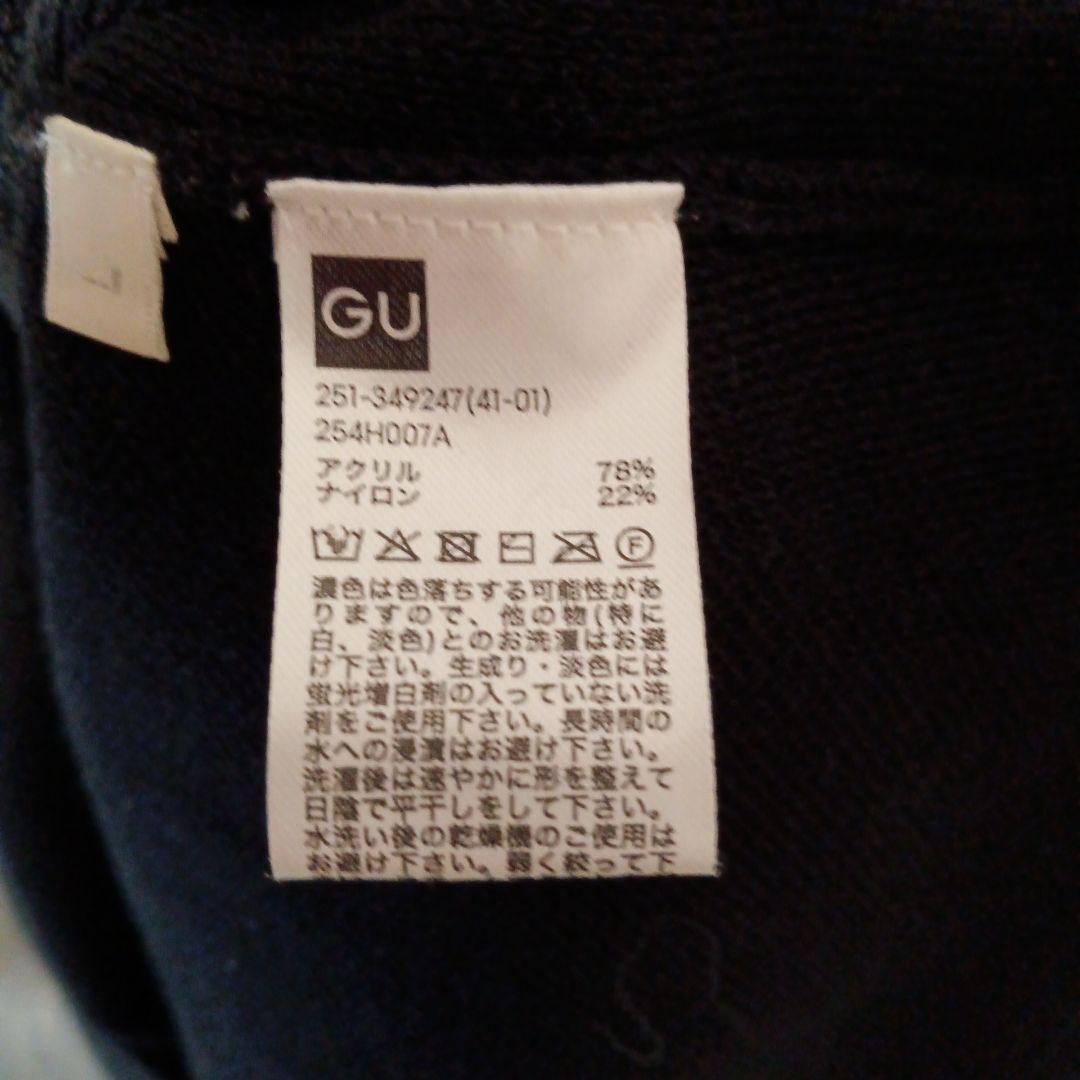 L
GU
251-349247(41-01)
254H007A
アクリル 78%
ナイロン 22%
F
濃色は色落ちする可能性があ
りますので、他の物(特に
白、淡色)とのお洗濯はお避
け下さい。生成り・淡色には
蛍光増白剤の入っていない洗
剤をご使用下さい。長時間の
水への浸漬はお避け下さい。
洗濯後は速やかに形を整えて
日陰で平干しをして下さい。
水洗い後の乾燥機のご使用は
お避け下さい。弱く絞って下